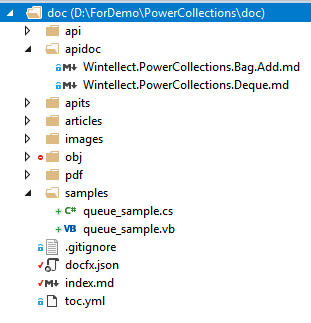 doc (D:\ForDemo\PowerCollections\doc)
api
apidoc
M↓ Wintellect.PowerCollections.Bag.Add.md
M↓ Wintellect.PowerCollections.Deque.md
apits
articles
images
obj
pdf
samples
+ C# queue_sample.cs
+ VB queue_sample.vb
.gitignore
docfx.json
M↓ index.md
toc.yml